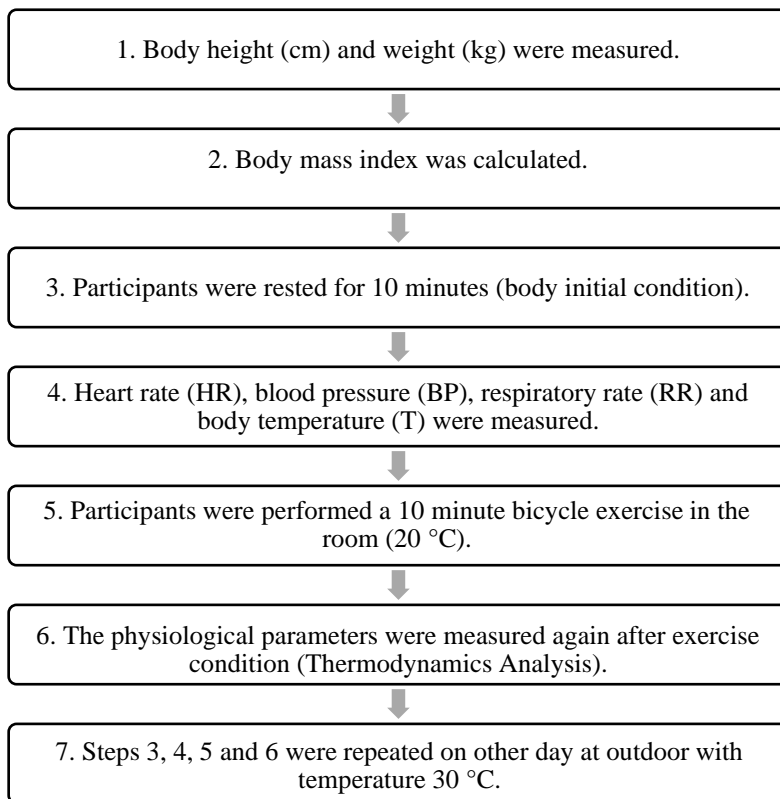 1. Body height (cm) and weight (kg) were measured.
2. Body mass index was calculated.
3. Participants were rested for 10 minutes (body initial condition).
4. Heart rate (HR), blood pressure (BP), respiratory rate (RR) and
body temperature (T) were measured.
5. Participants were performed a 10 minute bicycle exercise in the
room (20 °C).
6. The physiological parameters were measured again after exercise
condition (Thermodynamics Analysis).
7. Steps 3, 4, 5 and 6 were repeated on other day at outdoor with
temperature 30 °C.